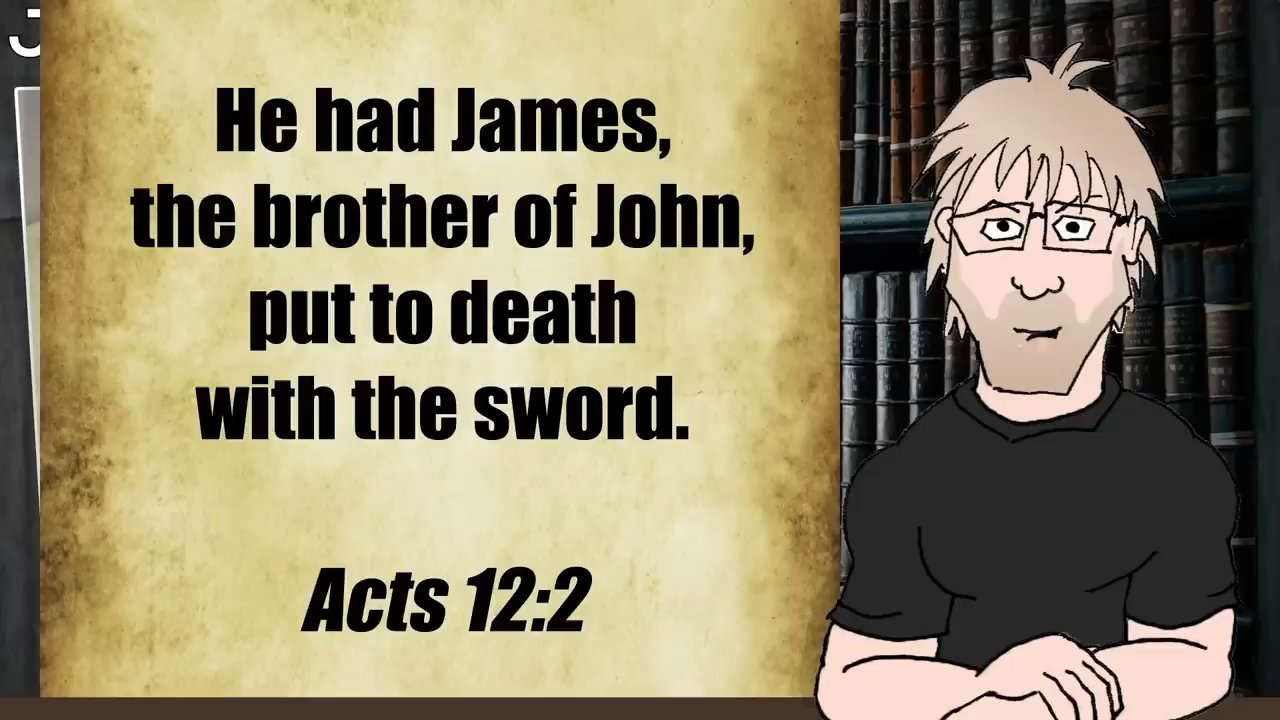 J
He had James,
the brother of John,
put to death
with the sword.
Acts 12:2